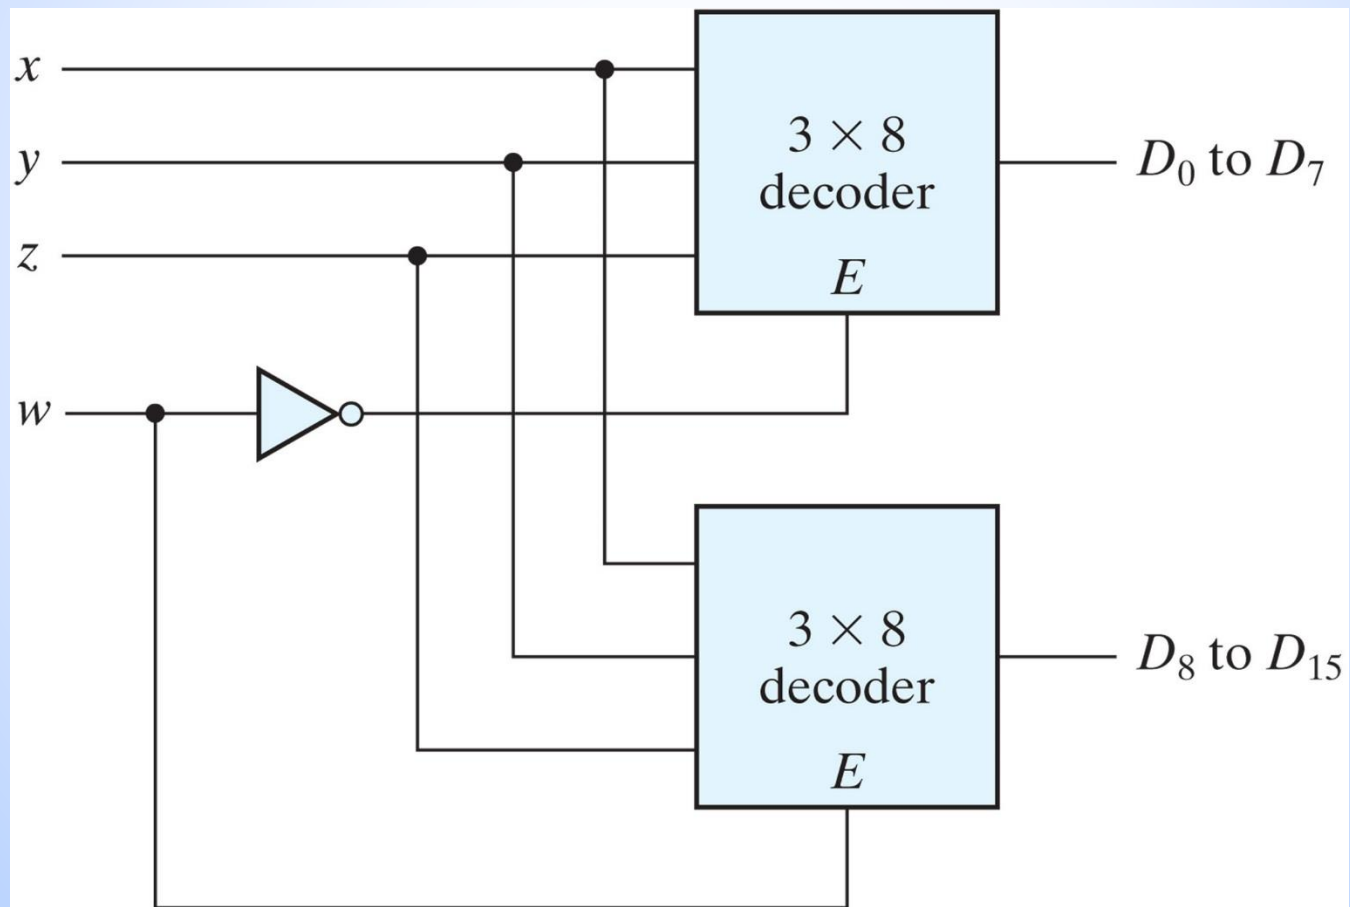 x
y
z
w
3 × 8
decoder
E
D₀ to D₇
3 × 8
decoder
E
D₈ to D₁₅